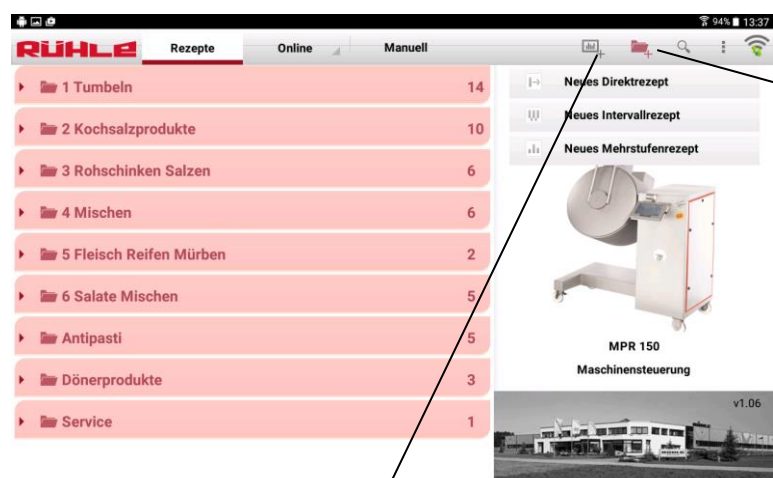 94% 13:37
RÜHLE Rezepte Online Manuell
1 Tumbeln 14
2 Kochsalzprodukte 10
3 Rohschinken Salzen 6
4 Mischen 6
5 Fleisch Reifen Mürben 2
6 Salate Mischen 5
Antipasti 5
Dönerprodukte 3
Service 1
Neues Direktrezept
Neues Intervallrezept
Neues Mehrstufenrezept
MPR 150
Maschinensteuerung
v1.06